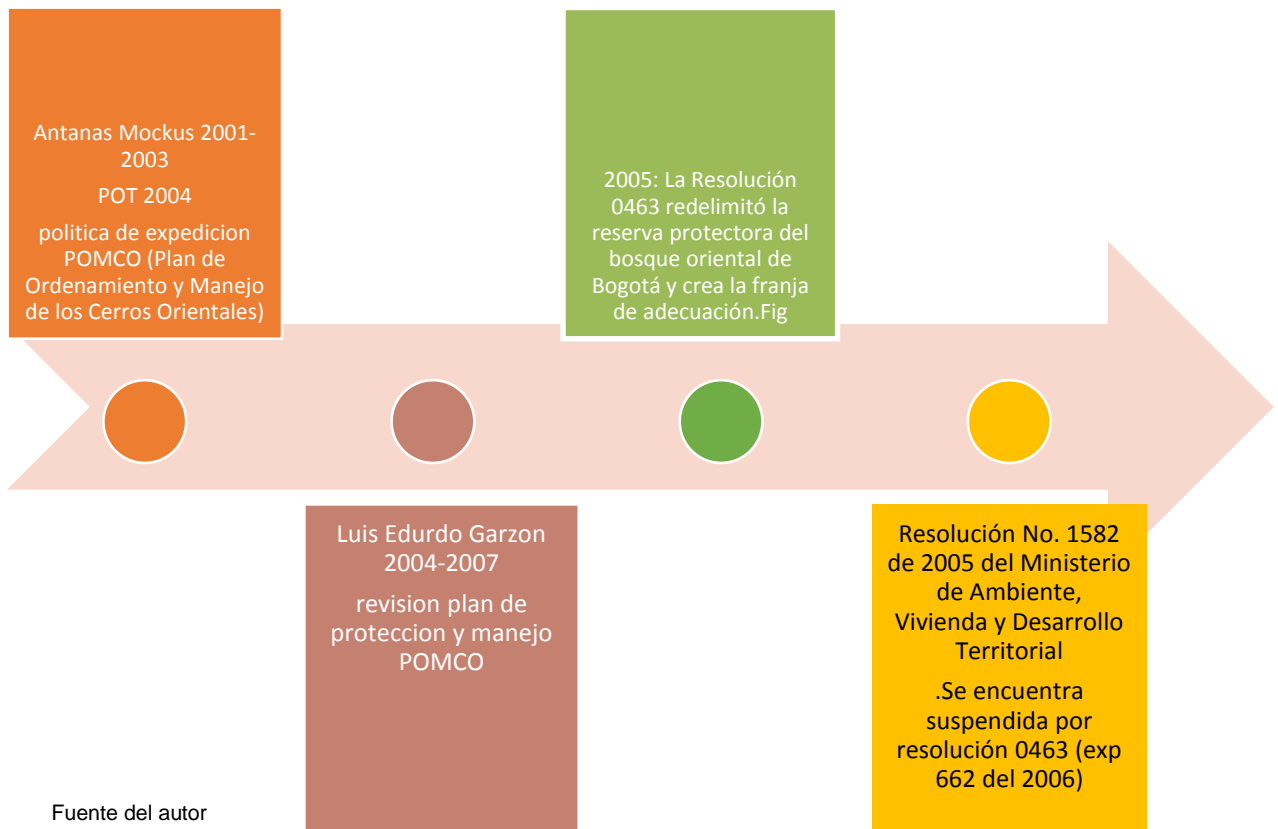 Antanas Mockus 2001-
2003
POT 2004
politica de expedicion
POMCO (Plan de
Ordenamiento y Manejo
de los Cerros Orientales)
Luis Edurdo Garzon
2004-2007
revision plan de
proteccion y manejo
POMCO
2005: La Resolución
0463 redelimitó la
reserva protectora del
bosque oriental de
Bogotá y crea la franja
de adecuación.Fig
Resolución No. 1582
de 2005 del Ministerio
de Ambiente,
Vivienda y Desarrollo
Territorial
.Se encuentra
suspendida por
resolución 0463 (exp
662 del 2006)
Fuente del autor